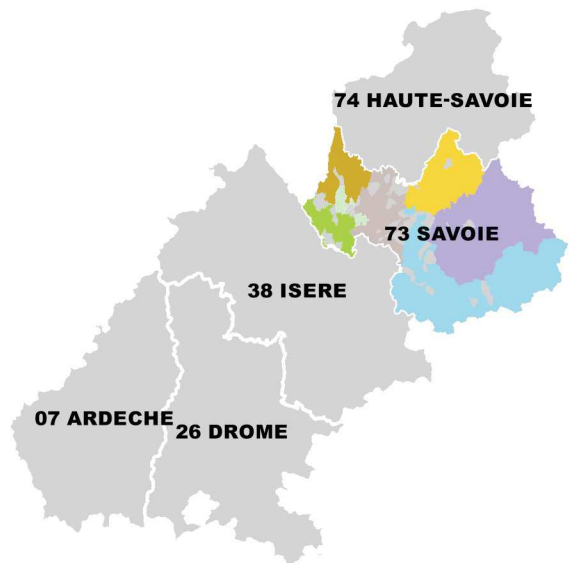 74 HAUTE-SAVOIE
73 SAVOIE
38 ISERE
07 ARDECHE
26 DROME